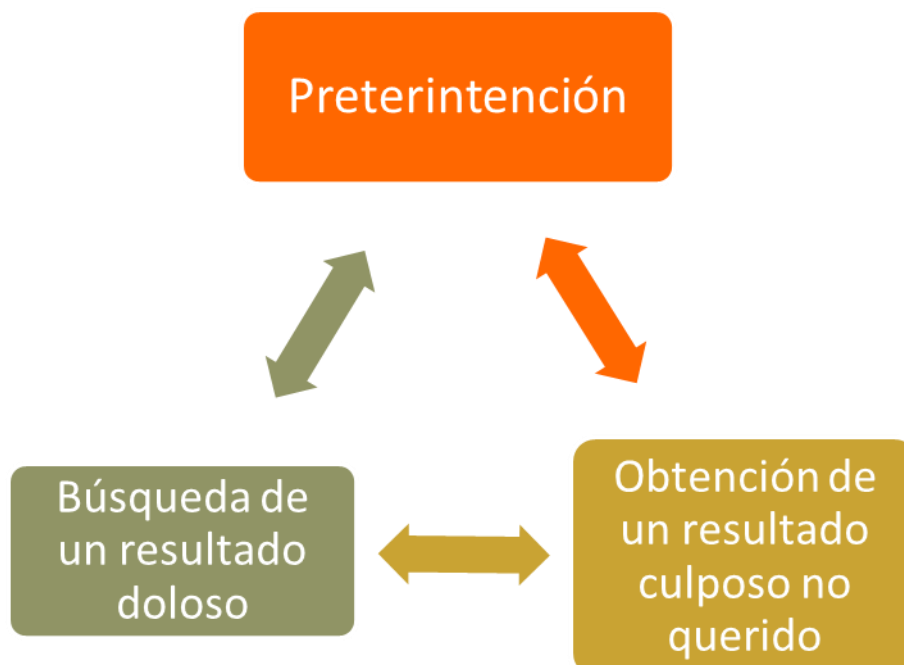 Preterintención
Búsqueda de
un resultado
doloso
Obtención de
un resultado
culposo no
querido